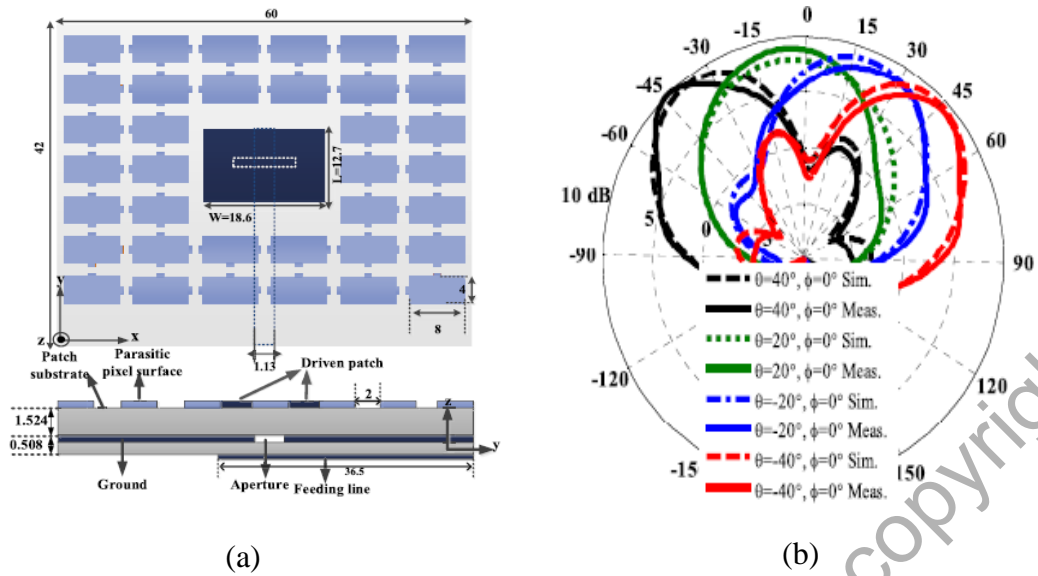 60
42
L=12.7
W=18.6
4
8
y
z
x
1.13
Patch substrate
Parasitic pixel surface
Driven patch
2
z
1.524
0.508
y
36.5
Ground
Aperture
Feeding line
(a)
0
-15
15
-30
30
-45
45
-60
60
10 dB
5
0
-5
-90
90
-120
120
-15
150
θ=40°, ϕ=0° Sim.
θ=40°, ϕ=0° Meas.
θ=20°, ϕ=0° Sim.
θ=20°, ϕ=0° Meas.
θ=-20°, ϕ=0° Sim.
θ=-20°, ϕ=0° Meas.
θ=-40°, ϕ=0° Sim.
θ=-40°, ϕ=0° Meas.
(b)
copyrig